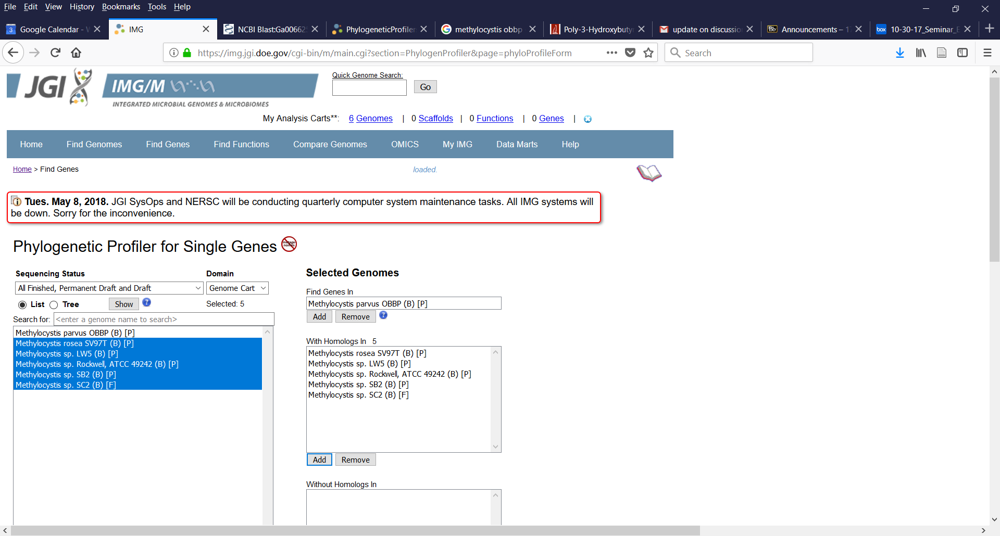 File Edit View History Bookmarks Tools Help
3 Google Calendar - W
IMG
NCBI Blast:Ga00662
PhylogeneticProfiler
methylocystis obbp
Poly-3-Hydroxybuty
update on discussio
Bb Announcements – 1
box 10-30-17_Seminar_E
https://img.jgi.doe.gov/cgi-bin/m/main.cgi?section=PhylogenProfiler&page=phyloProfileForm
Search
JGI IMG/M
INTEGRATED MICROBIAL GENOMES & MICROBIOMES
Quick Genome Search:
Go
My Analysis Carts**: 6 Genomes | 0 Scaffolds | 0 Functions | 0 Genes |
Home Find Genomes Find Genes Find Functions Compare Genomes OMICS My IMG Data Marts Help
Home > Find Genes
loaded.
Tues. May 8, 2018. JGI SysOps and NERSC will be conducting quarterly computer system maintenance tasks. All IMG systems will
be down. Sorry for the inconvenience.
Phylogenetic Profiler for Single Genes
metage-
nomes
Sequencing Status Domain
All Finished, Permanent Draft and Draft Genome Cart
List Tree Show ? Selected: 5
Search for: <enter a genome name to search>
Methylocystis parvus OBBP (B) [P]
Methylocystis rosea SV97T (B) [P]
Methylocystis sp. LW5 (B) [P]
Methylocystis sp. Rockwell, ATCC 49242 (B) [P]
Methylocystis sp. SB2 (B) [P]
Methylocystis sp. SC2 (B) [F]
Selected Genomes
Find Genes In
Methylocystis parvus OBBP (B) [P]
Add Remove ?
With Homologs In 5
Methylocystis rosea SV97T (B) [P]
Methylocystis sp. LW5 (B) [P]
Methylocystis sp. Rockwell, ATCC 49242 (B) [P]
Methylocystis sp. SB2 (B) [P]
Methylocystis sp. SC2 (B) [F]
Add Remove
Without Homologs In